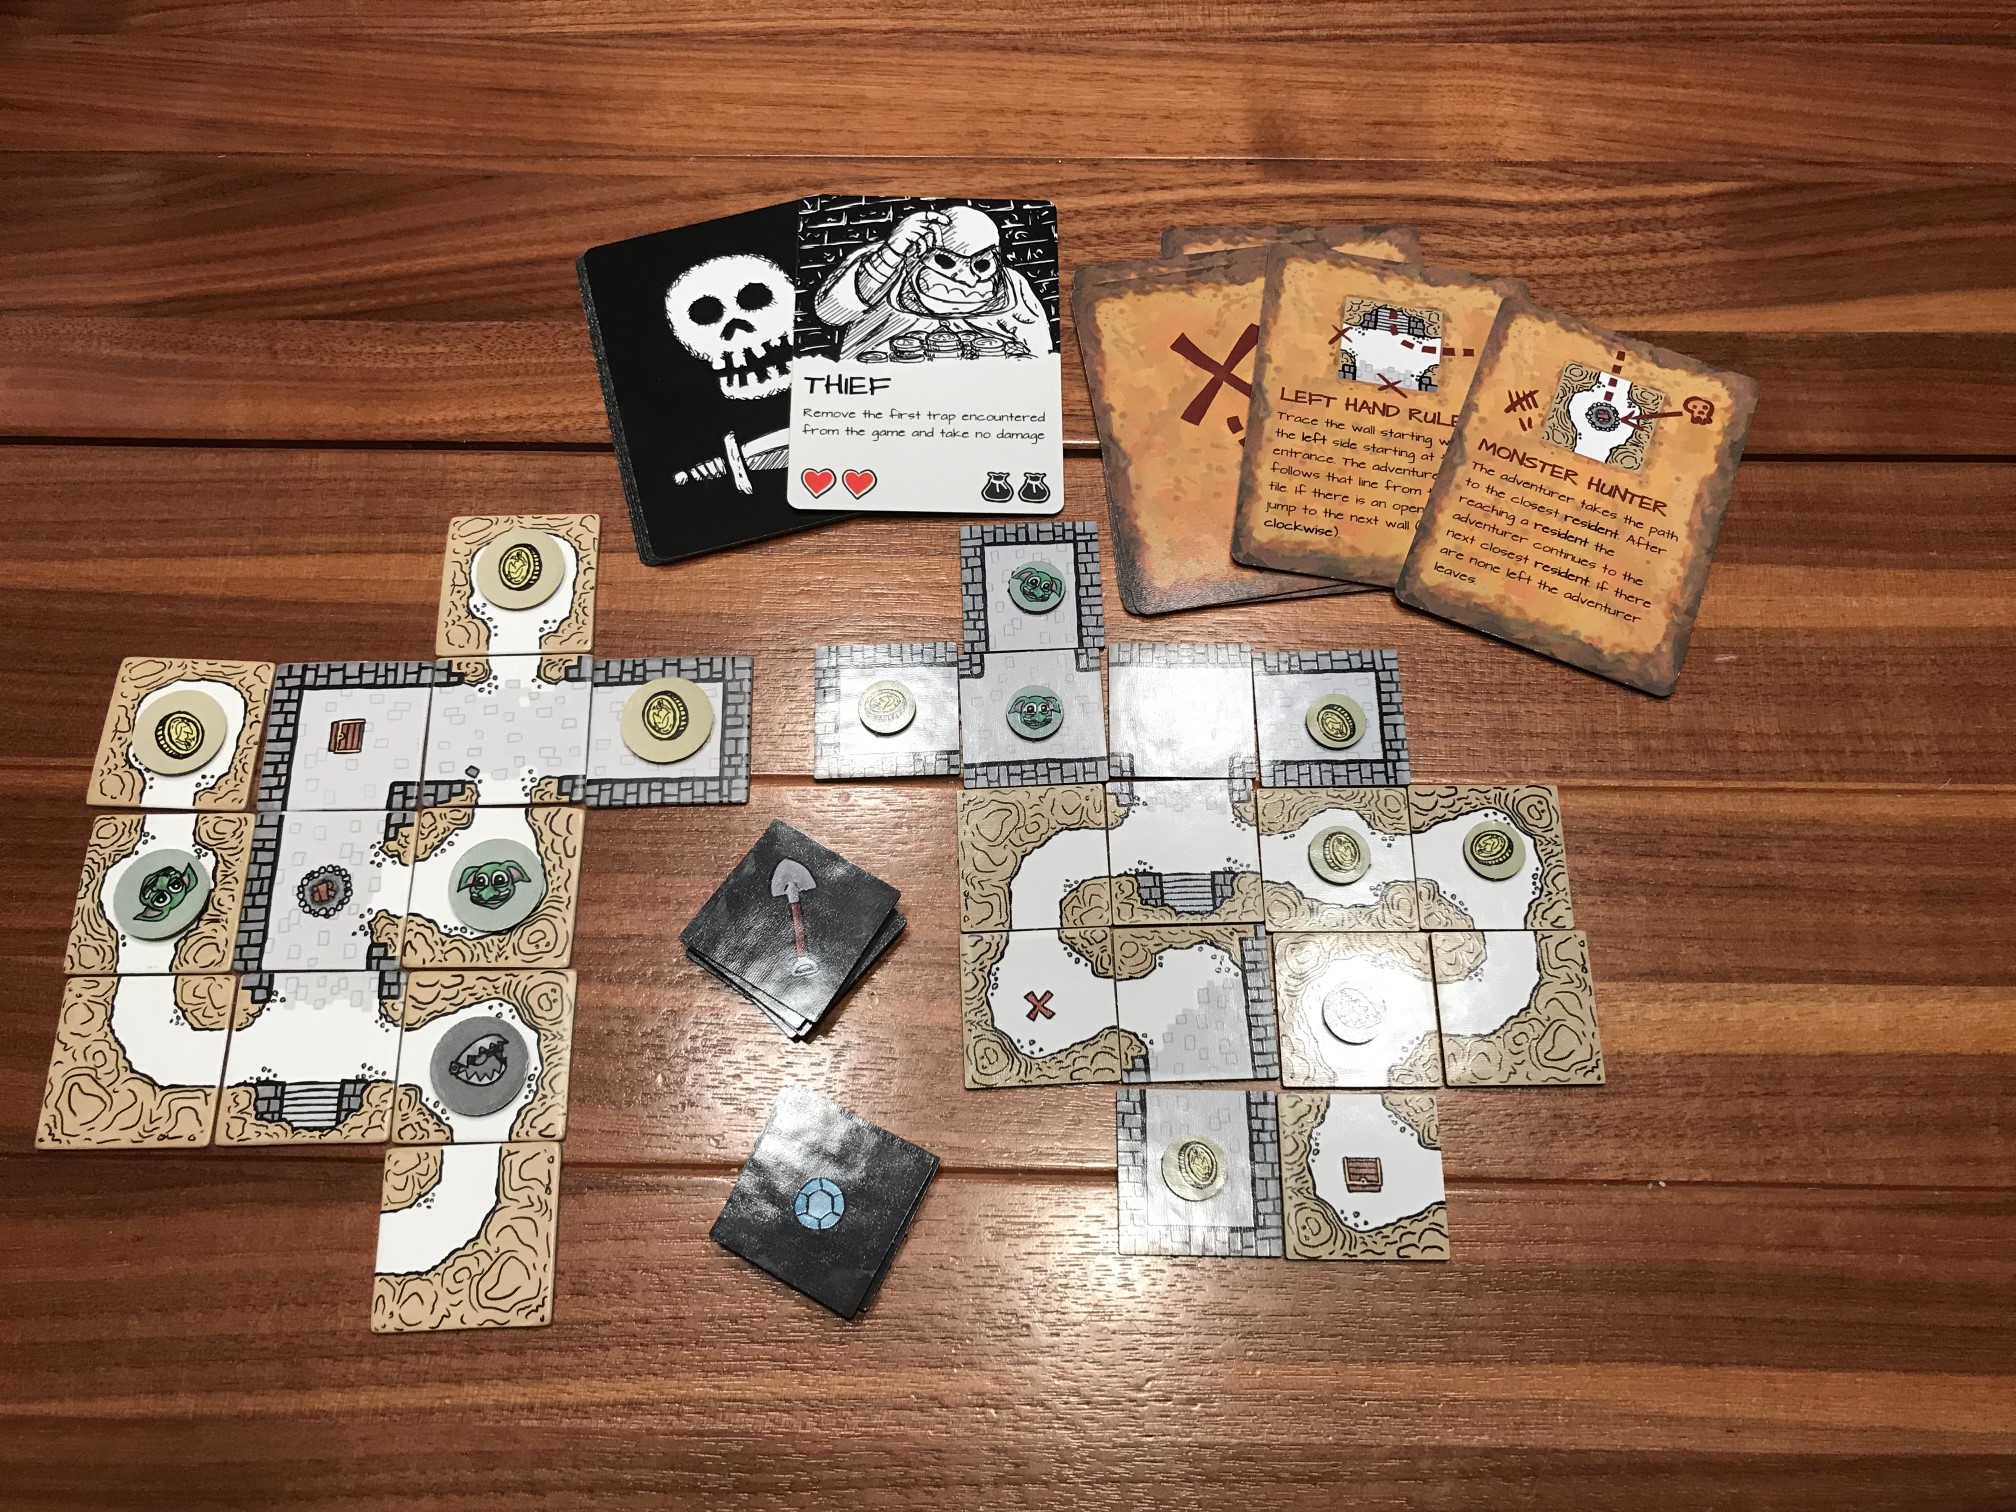 THIEF
Remove the first trap encountered
from the game and take no damage
LEFT HAND RULE
Trace the wall starting
the left side starting at
entrance. The adventure
follows that line from
tile. If there is an open
jump to the next wall
clockwise).
MONSTER HUNTER
The adventurer takes the path
to the closest resident. After
reaching a resident the
adventurer continues to the
next closest resident. If there
are none left the adventurer
leaves.